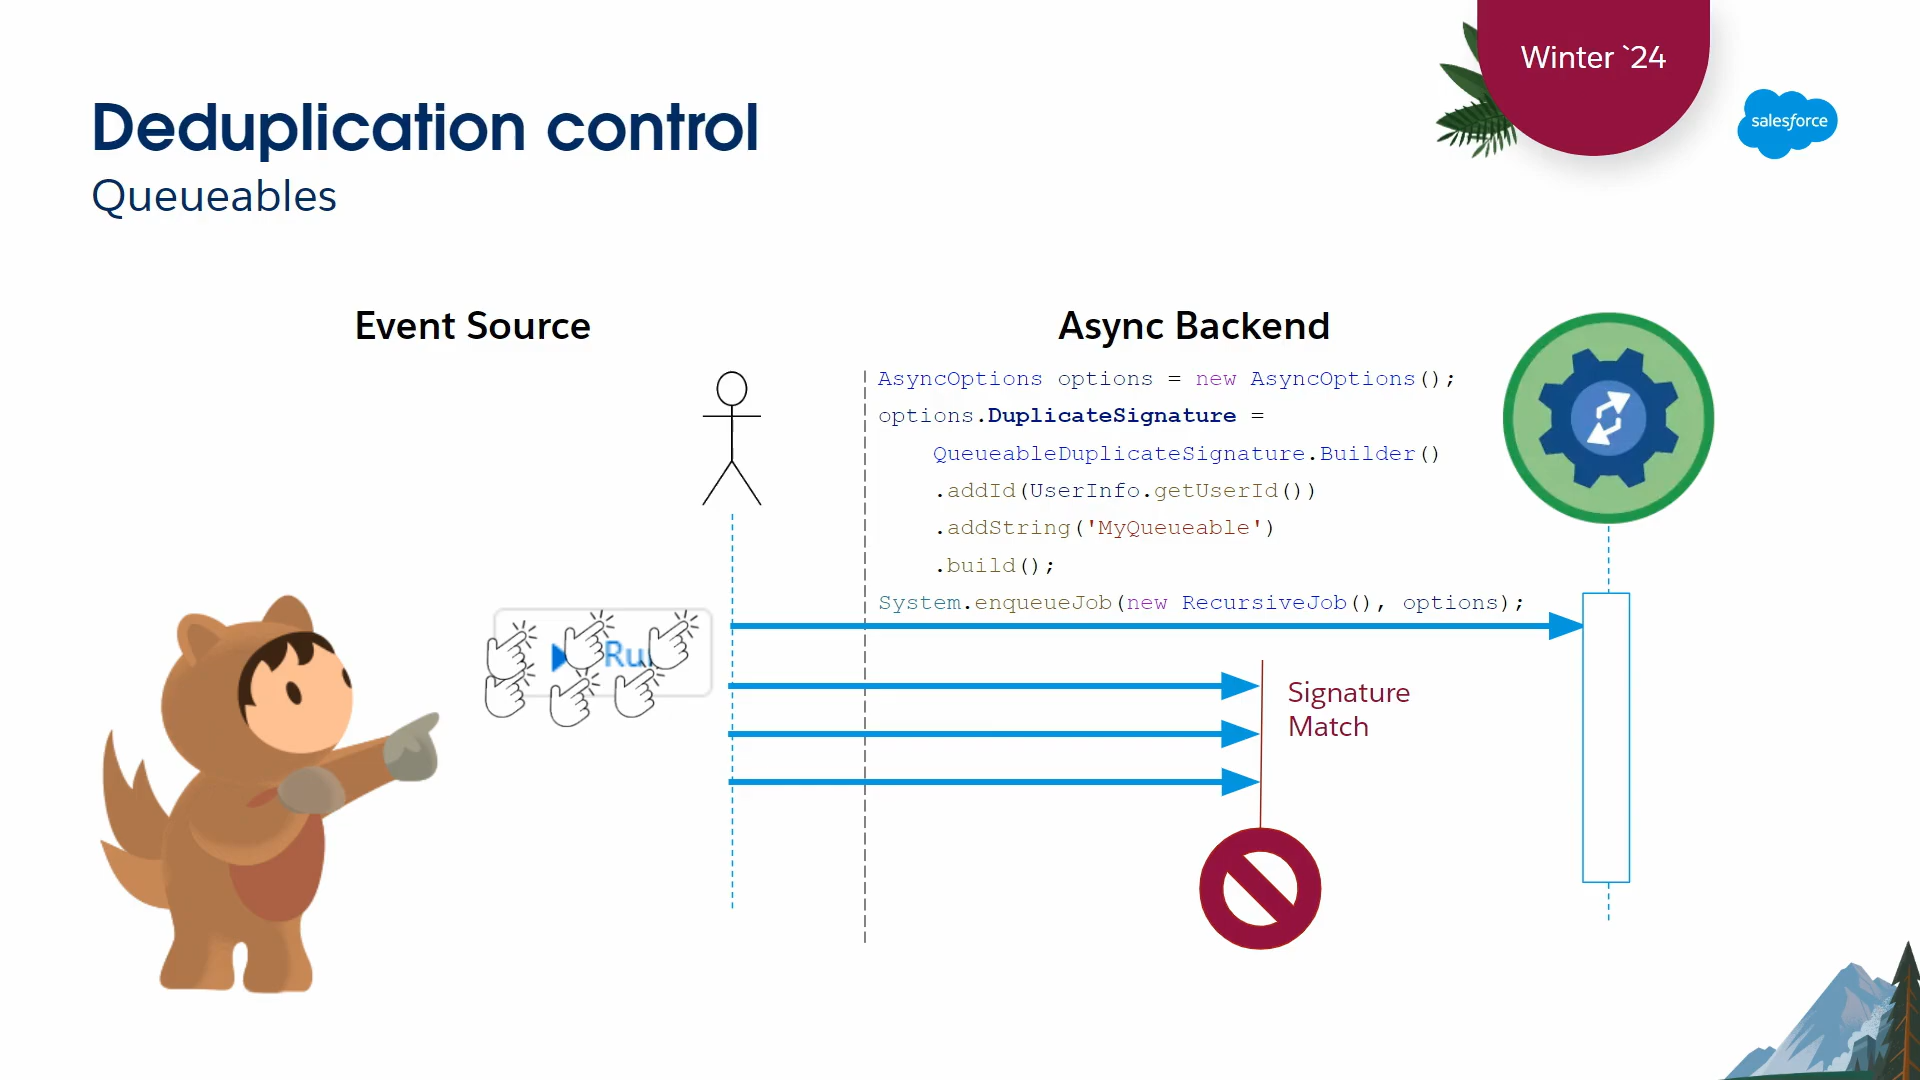 Winter `24
salesforce
Deduplication control
Queueables
Event Source
Async Backend
AsyncOptions options = new AsyncOptions();
options.DuplicateSignature =
QueueableDuplicateSignature.Builder()
.addId(UserInfo.getUserId())
.addString('MyQueueable')
.build();
System.enqueueJob(new RecursiveJob(), options);
Signature
Match